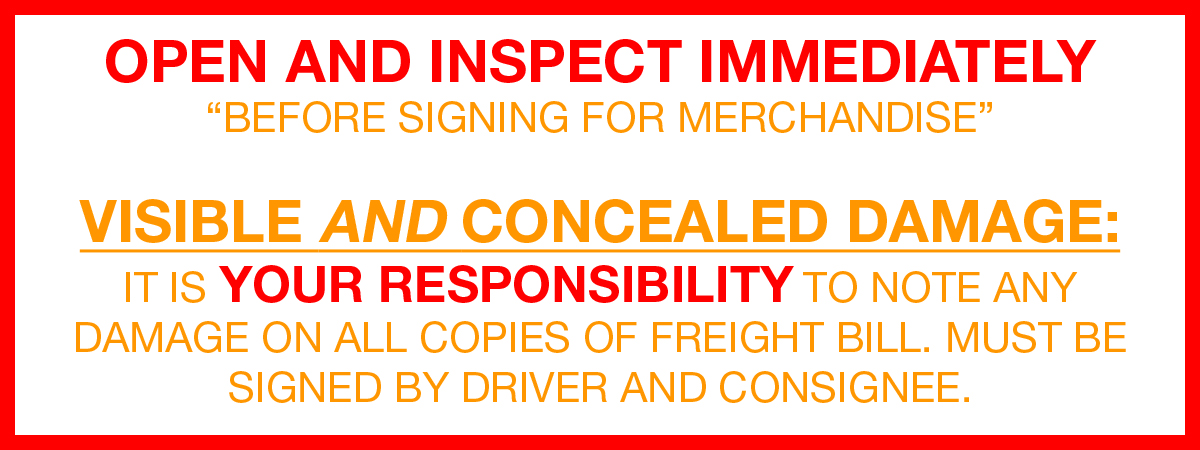 OPEN AND INSPECT IMMEDIATELY
“BEFORE SIGNING FOR MERCHANDISE”
VISIBLE AND CONCEALED DAMAGE:
IT IS YOUR RESPONSIBILITY TO NOTE ANY
DAMAGE ON ALL COPIES OF FREIGHT BILL. MUST BE
SIGNED BY DRIVER AND CONSIGNEE.